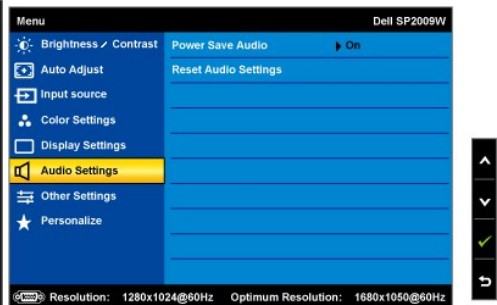 Menu Dell SP2009W
Brightness / Contrast Power Save Audio On
Auto Adjust Reset Audio Settings
Input source
Color Settings
Display Settings
Audio Settings
Other Settings
Personalize
Resolution: 1280x1024@60Hz Optimum Resolution: 1680x1050@60Hz